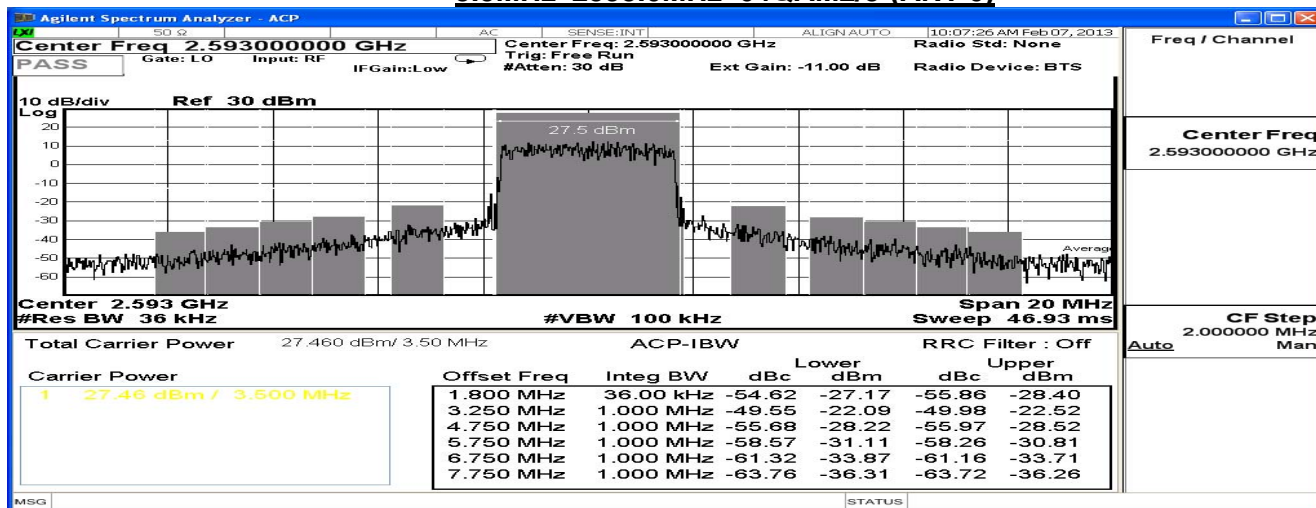 Agilent Spectrum Analyzer - ACP
LXI 50 Ω AC SENSE:INT ALIGN AUTO 10:07:26 AM Feb 07, 2013
Center Freq 2.593000000 GHz
Center Freq: 2.593000000 GHz
Radio Std: None
Freq / Channel
PASS
Gate: LO Input: RF
IFGain:Low
Trig: Free Run
#Atten: 30 dB Ext Gain: -11.00 dB
Radio Device: BTS
10 dB/div Ref 30 dBm
Log
20
10
0
-10
-20
-30
-40
-50
-60
27.5 dBm
Average
Center Freq
2.593000000 GHz
Center 2.593 GHz Span 20 MHz
#Res BW 36 kHz #VBW 100 kHz Sweep 46.93 ms
CF Step
2.000000 MHz
Auto Man
Total Carrier Power 27.460 dBm/ 3.50 MHz ACP-IBW RRC Filter : Off
Lower Upper
Carrier Power
Offset Freq Integ BW dBc dBm dBc dBm
1 27.46 dBm / 3.500 MHz
1.800 MHz 36.00 kHz -54.62 -27.17 -55.86 -28.40
3.250 MHz 1.000 MHz -49.55 -22.09 -49.98 -22.52
4.750 MHz 1.000 MHz -55.68 -28.22 -55.97 -28.52
5.750 MHz 1.000 MHz -58.57 -31.11 -58.26 -30.81
6.750 MHz 1.000 MHz -61.32 -33.87 -61.16 -33.71
7.750 MHz 1.000 MHz -63.76 -36.31 -63.72 -36.26
MSG STATUS